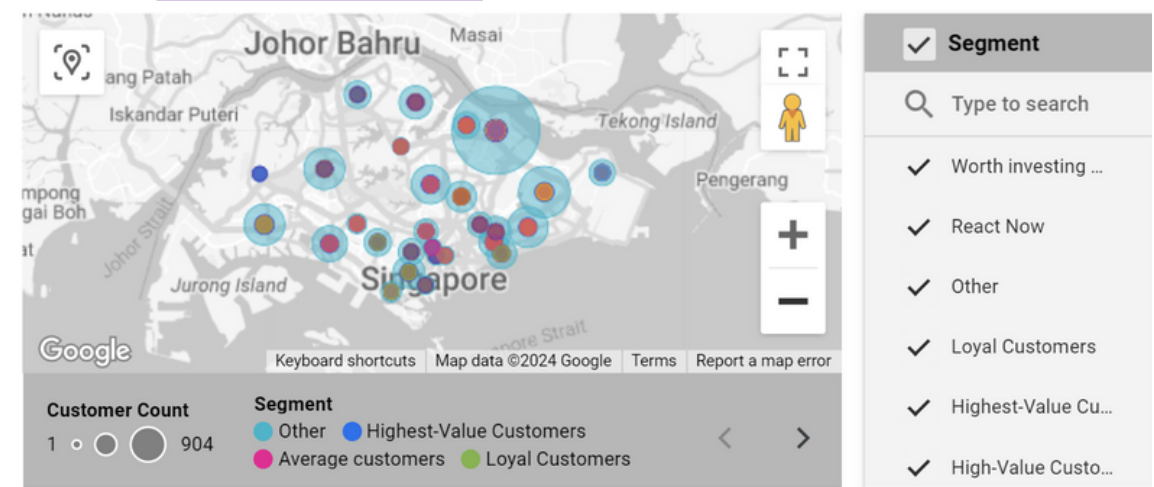 Johor Bahru
Masai
ang Patah
Iskandar Puteri
Tekong Island
Pengerang
mpong
gai Boh
at
Johor Strait
Singapore
Jurong Island
pore Strait
Google
Keyboard shortcuts
Map data ©2024 Google
Terms
Report a map error
Customer Count
1
904
Segment
Other
Highest-Value Customers
Average customers
Loyal Customers
Segment
Type to search
Worth investing ...
React Now
Other
Loyal Customers
Highest-Value Cu...
High-Value Custo...